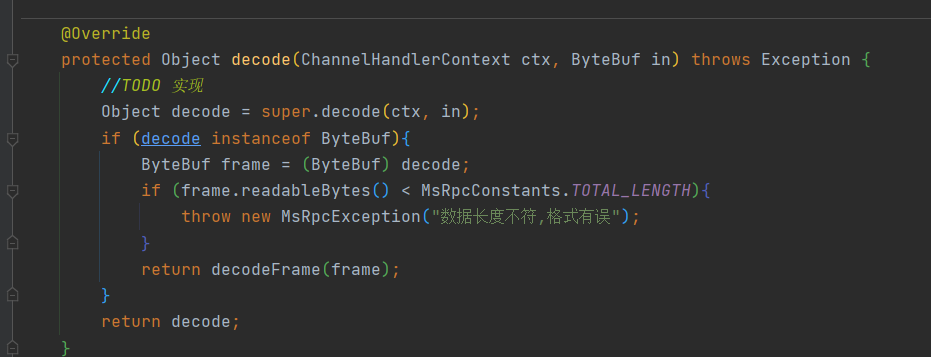 @Override
protected Object decode(ChannelHandlerContext ctx, ByteBuf in) throws Exception {
//TODO 实现
Object decode = super.decode(ctx, in);
if (decode instanceof ByteBuf){
ByteBuf frame = (ByteBuf) decode;
if (frame.readableBytes() < MsRpcConstants.TOTAL_LENGTH){
throw new MsRpcException("数据长度不符,格式有误");
}
return decodeFrame(frame);
}
return decode;
}